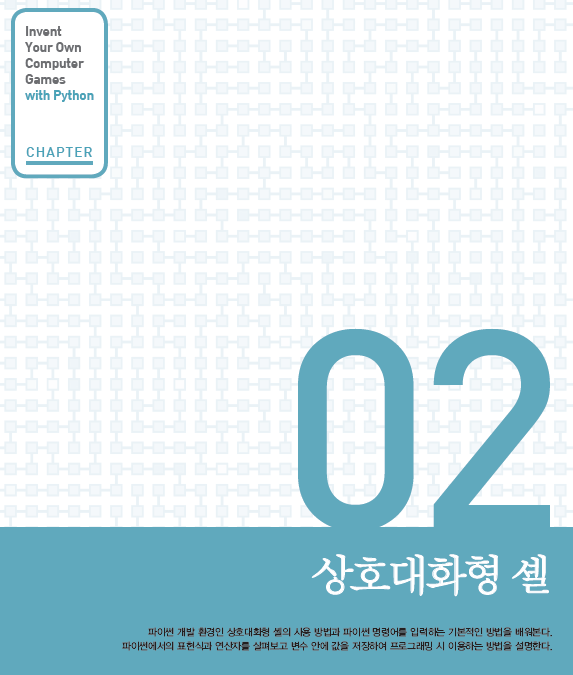 Invent
Your Own
Computer
Games
with Python
CHAPTER
02
상호대화형 셸
파이썬 개발 환경인 상호대화형 셸의 사용 방법과 파이썬 명령어를 입력하는 기본적인 방법을 배워본다.
파이썬에서의 표현식과 연산자를 살펴보고 변수 안에 값을 저장하여 프로그래밍 시 이용하는 방법을 설명한다.